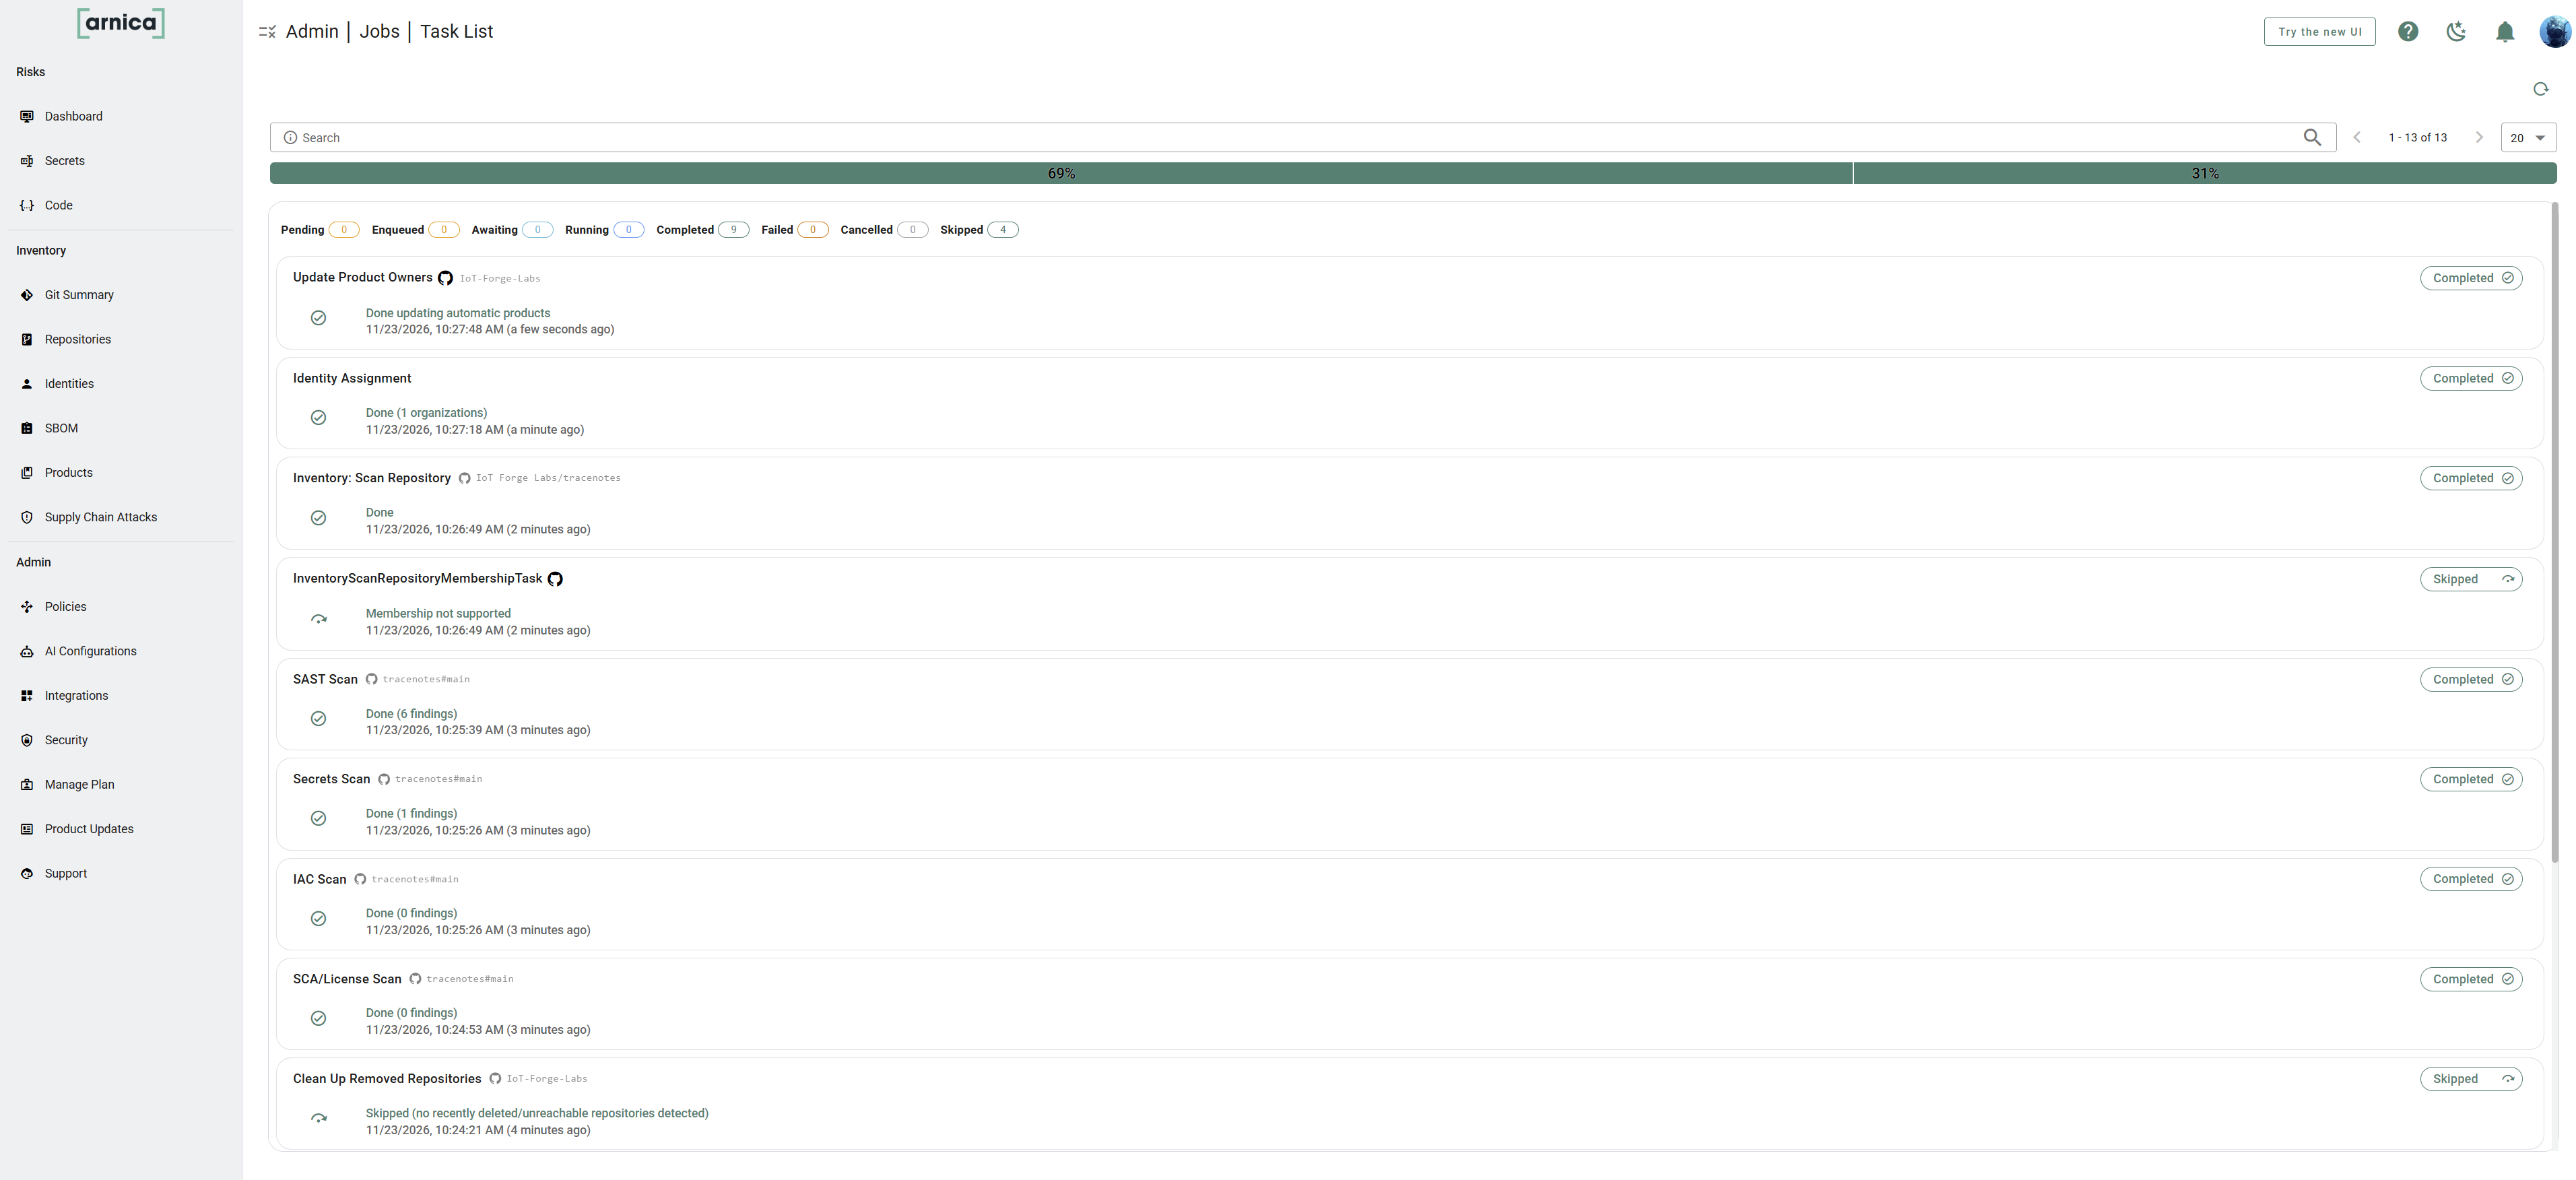 [arnica]
Risks
Dashboard
Secrets
Code
Inventory
Git Summary
Repositories
Identities
SBOM
Products
Supply Chain Attacks
Admin
Policies
AI Configurations
Integrations
Security
Manage Plan
Product Updates
Support
Admin | Jobs | Task List
Try the new UI
Search
1 - 13 of 13
20
69%
31%
Pending 0 Enqueued 0 Awaiting 0 Running 0 Completed 9 Failed 0 Cancelled 0 Skipped 4
Update Product Owners IoT-Forge-Labs
Completed
Done updating automatic products
11/23/2026, 10:27:48 AM (a few seconds ago)
Identity Assignment
Completed
Done (1 organizations)
11/23/2026, 10:27:18 AM (a minute ago)
Inventory: Scan Repository IoT Forge Labs/tracenotes
Completed
Done
11/23/2026, 10:26:49 AM (2 minutes ago)
InventoryScanRepositoryMembershipTask
Skipped
Membership not supported
11/23/2026, 10:26:49 AM (2 minutes ago)
SAST Scan tracenotes#main
Completed
Done (6 findings)
11/23/2026, 10:25:39 AM (3 minutes ago)
Secrets Scan tracenotes#main
Completed
Done (1 findings)
11/23/2026, 10:25:26 AM (3 minutes ago)
IAC Scan tracenotes#main
Completed
Done (0 findings)
11/23/2026, 10:25:26 AM (3 minutes ago)
SCA/License Scan tracenotes#main
Completed
Done (0 findings)
11/23/2026, 10:24:53 AM (3 minutes ago)
Clean Up Removed Repositories IoT-Forge-Labs
Skipped
Skipped (no recently deleted/unreachable repositories detected)
11/23/2026, 10:24:21 AM (4 minutes ago)